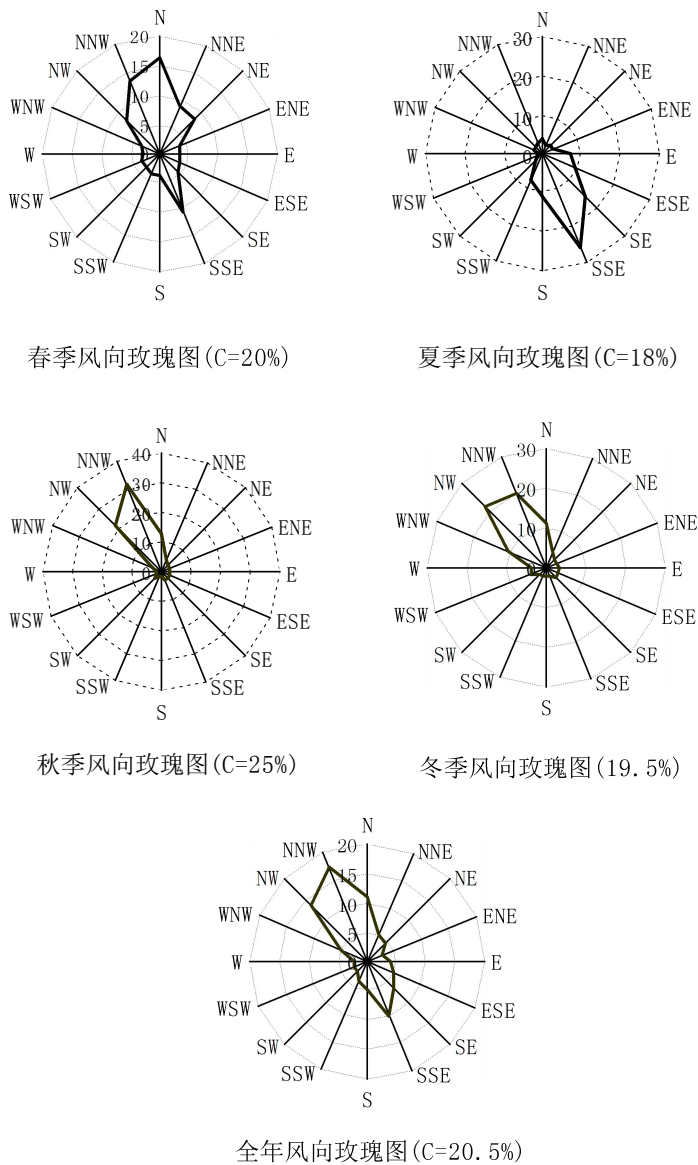 N
NNE
NE
ENE
E
ESE
SE
SSE
S
SSW
SW
WSW
W
WNW
NW
NNW
20
15
10
5
0
春季风向玫瑰图(C=20%)
N
NNE
NE
ENE
E
ESE
SE
SSE
S
SSW
SW
WSW
W
WNW
NW
NNW
30
20
10
0
夏季风向玫瑰图(C=18%)
N
NNE
NE
ENE
E
ESE
SE
SSE
S
SSW
SW
WSW
W
WNW
NW
NNW
40
30
20
10
0
秋季风向玫瑰图(C=25%)
N
NNE
NE
ENE
E
ESE
SE
SSE
S
SSW
SW
WSW
W
WNW
NW
NNW
30
20
10
0
冬季风向玫瑰图(19.5%)
N
NNE
NE
ENE
E
ESE
SE
SSE
S
SSW
SW
WSW
W
WNW
NW
NNW
20
15
10
5
0
全年风向玫瑰图(C=20.5%)